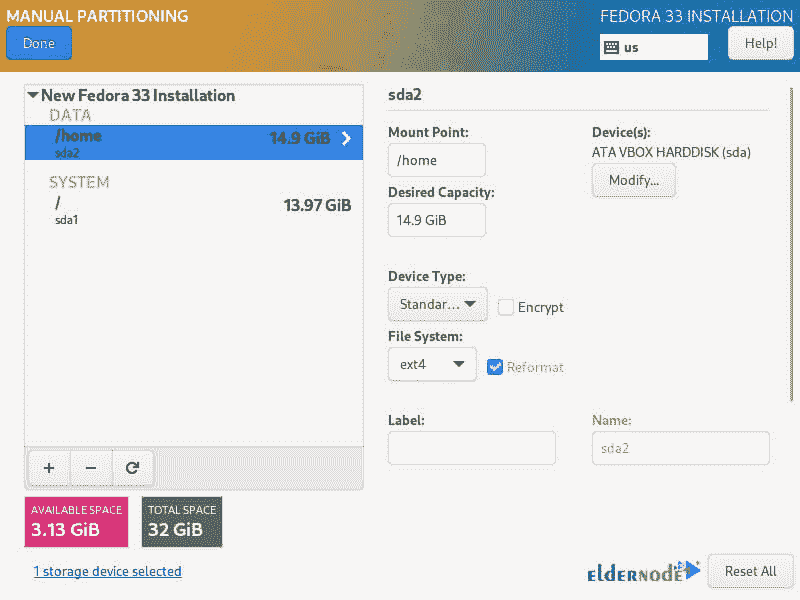 MANUAL PARTITIONING
FEDORA 33 INSTALLATION
Done
us
Help!
New Fedora 33 Installation
DATA
/home
14.9 GiB
sda2
SYSTEM
/
13.97 GiB
sda1
sda2
Mount Point:
Device(s):
/home
ATA VBOX HARDDISK (sda)
Modify...
Desired Capacity:
14.9 GiB
Device Type:
Standar...
Encrypt
File System:
ext4
Reformat
Label:
Name:
sda2
+ −
AVAILABLE SPACE
3.13 GiB
TOTAL SPACE
32 GiB
1 storage device selected
eldernode
Reset All